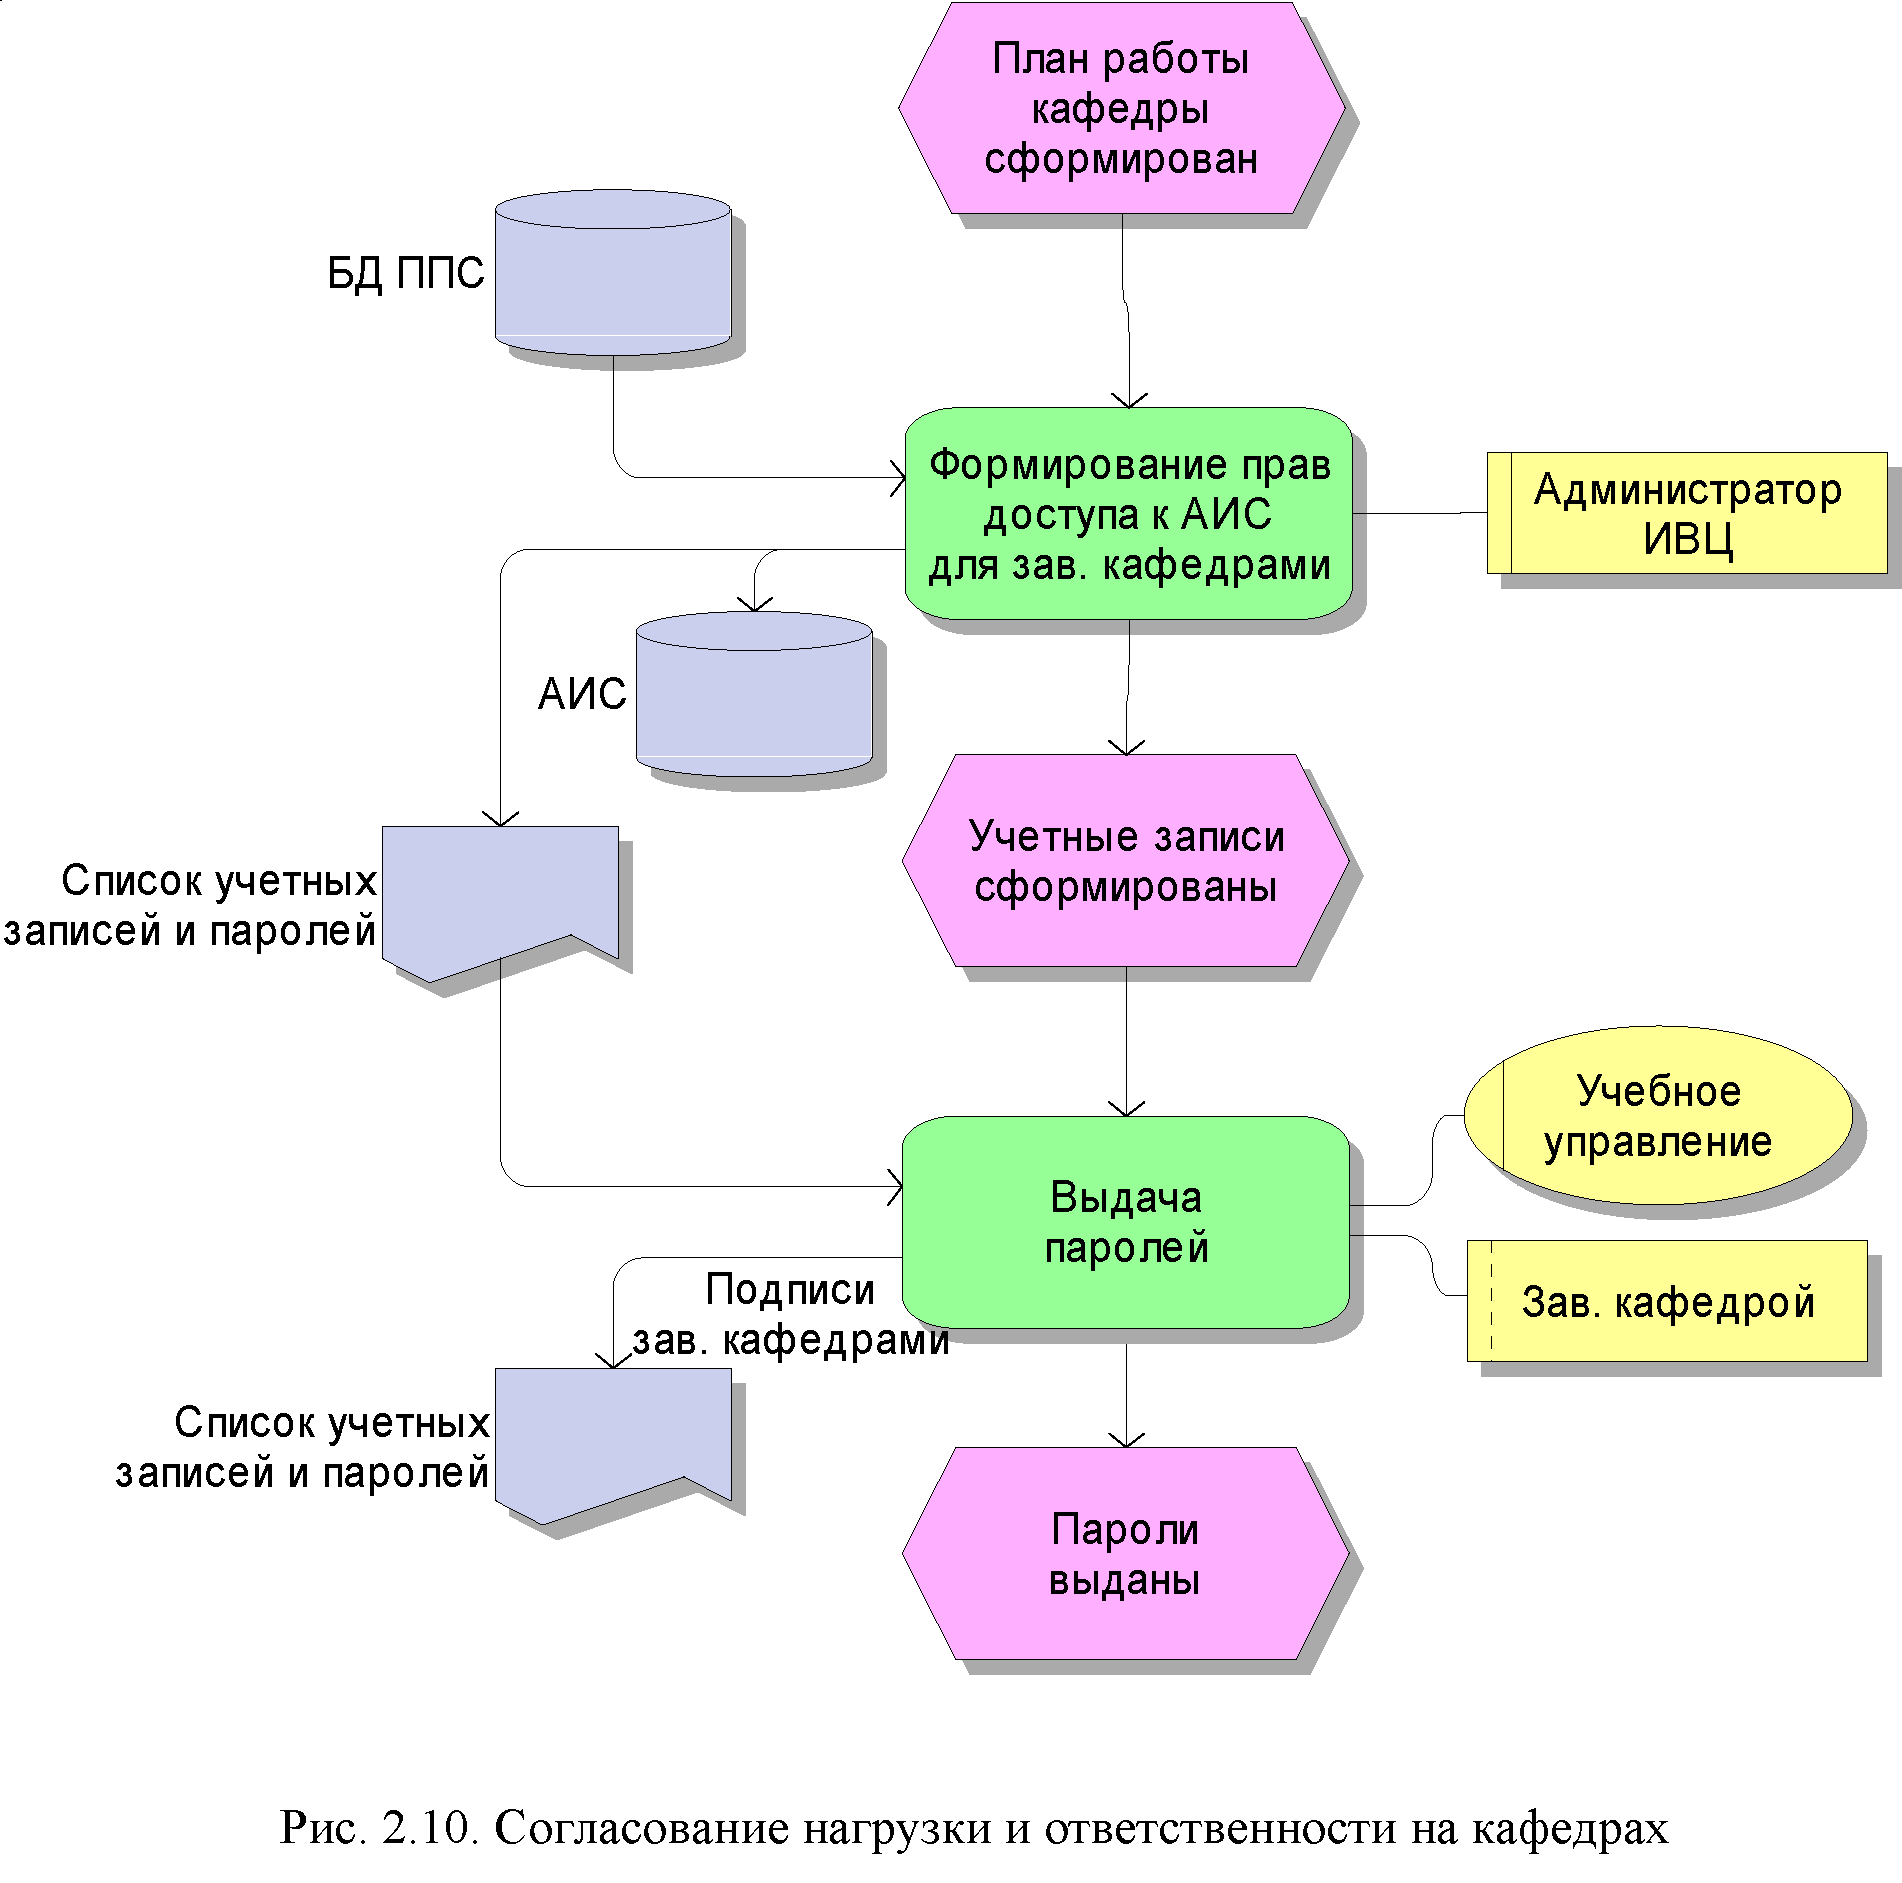 План работы
кафедры
сформирован
БД ППС
Формирование прав
доступа к АИС
для зав. кафедрами
Администратор
ИВЦ
АИС
Учетные записи
сформированы
Список учетных
записей и паролей
Учебное
управление
Выдача
паролей
Зав. кафедрой
Подписи
зав. кафедрами
Список учетных
записей и паролей
Пароли
выданы
Рис. 2.10. Согласование нагрузки и ответственности на кафедрах